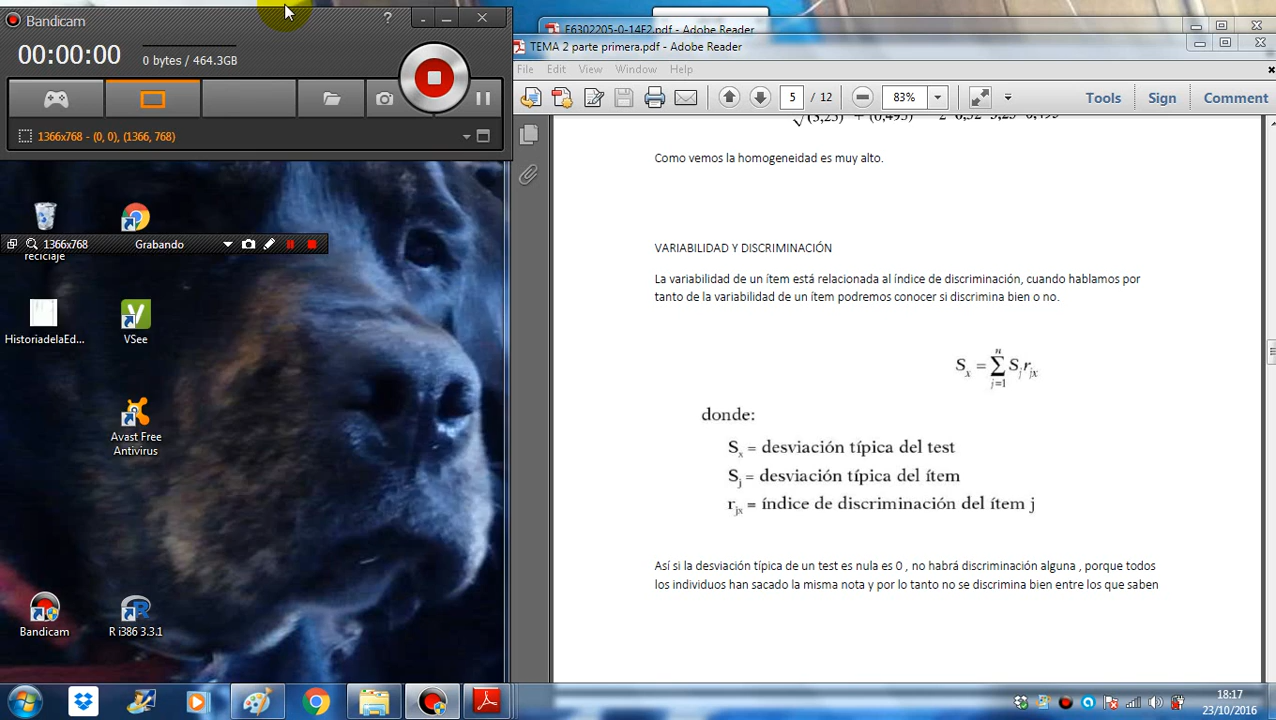 Bandicam
?
00:00:00
0 bytes / 464.3GB
1366x768 - (0, 0), (1366, 768)
E6302205-0-14F2.pdf - Adobe Reader
TEMA 2 parte primera.pdf - Adobe Reader
File Edit View Window Help
5 / 12 83% Tools Sign Comment
1366x768 Grabando
reciclaje
HistoriadelaEd...
VSee
Avast Free
Antivirus
Bandicam
R i386 3.3.1
Como vemos la homogeneidad es muy alto.
VARIABILIDAD Y DISCRIMINACIÓN
La variabilidad de un ítem está relacionada al índice de discriminación, cuando hablamos por
tanto de la variabilidad de un ítem podremos conocer si discrimina bien o no.
Sx = ∑ⁿj=1 Sj rjx
donde:
Sx = desviación típica del test
Sj = desviación típica del ítem
rjx = índice de discriminación del ítem j
Así si la desviación típica de un test es nula es 0 , no habrá discriminación alguna , porque todos
los individuos han sacado la misma nota y por lo tanto no se discrimina bien entre los que saben
18:17
23/10/2016